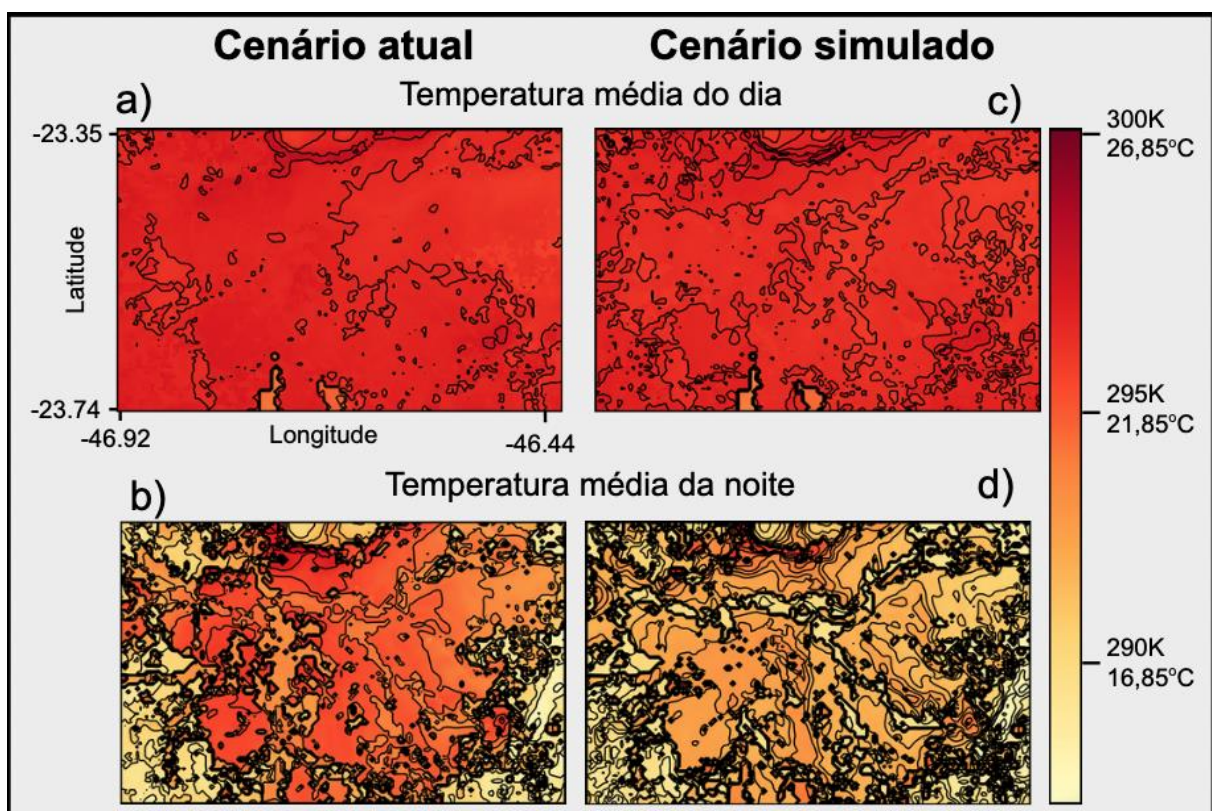 Cenário atual
Cenário simulado
Temperatura média do dia
a)
c)
-23.35
Latitude
-23.74
-46.92
Longitude
-46.44
300K
26,85°C
295K
21,85°C
290K
16,85°C
Temperatura média da noite
b)
d)